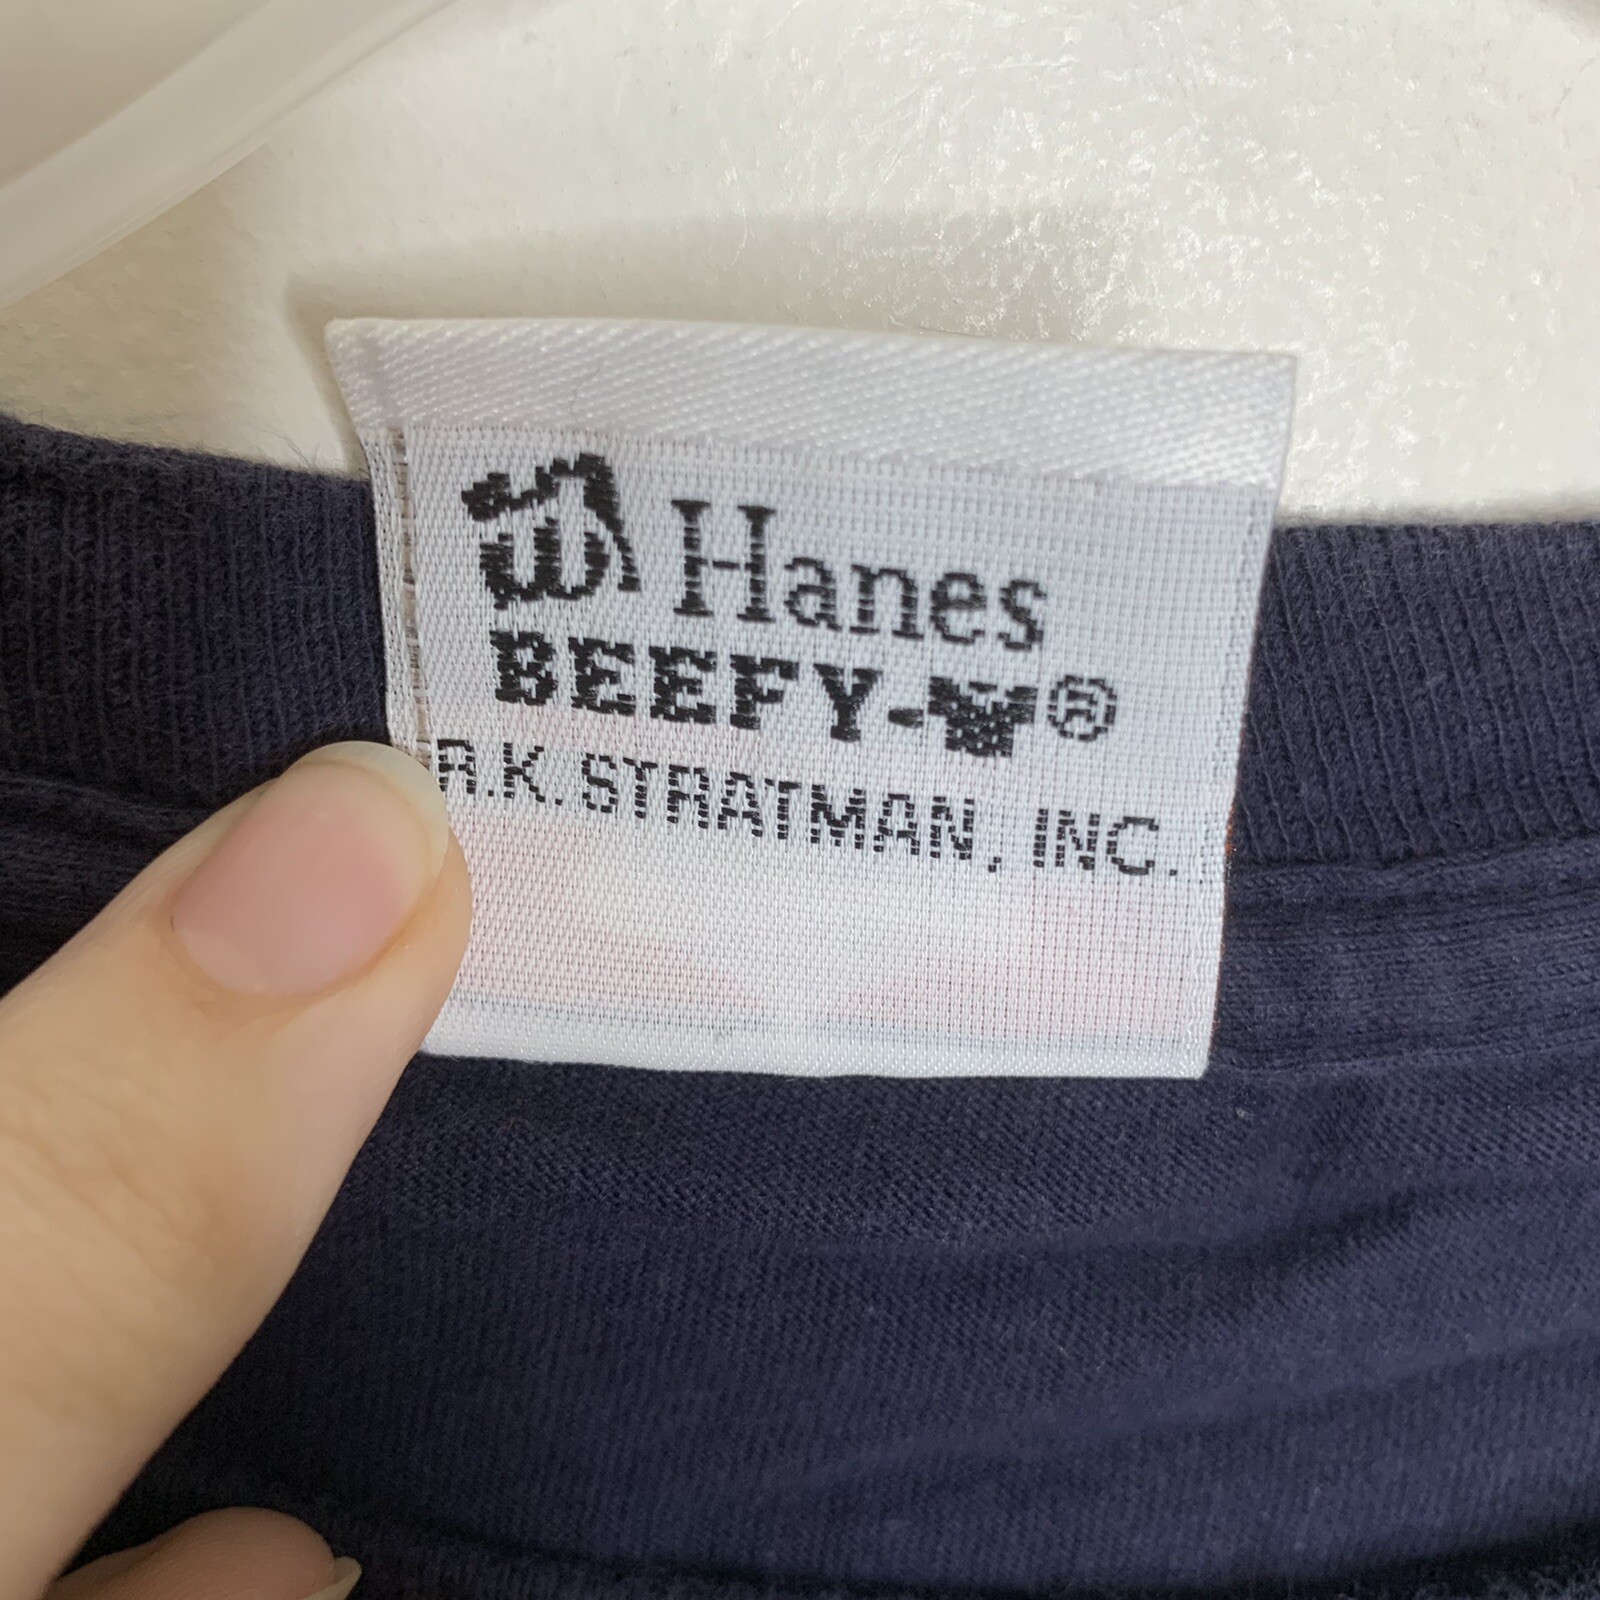 Hanes
BEEFY-T®
R.K. STRATMAN, INC.